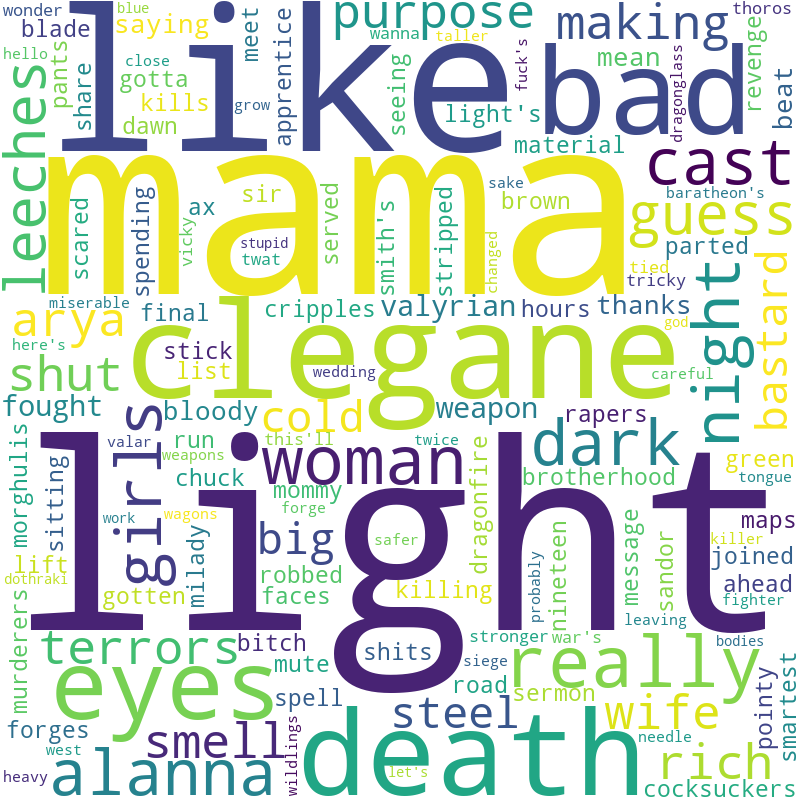 wonder
blue
like
purpose
making
thoros
blade
saying
meet
wanna
taller
fuck's
dragonglass
revenge
hello
pants
share
close
gotta
kills
grow
apprentice
seeing
light's
bad
mean
beat
dawn
material
leeches
mama
cast
scared
spending
sir
ax
vicky
stupid
twat
served
smith's
stripped
sake
brown
changed
baratheon's
guess
parted
tied
tricky
miserable
arya
final
cripples
valyrian
hours
thanks
night
bastard
here's
clegane
god
shut
stick
list
wedding
careful
fought
bloody
cold
weapon
rapers
morghulis
valar
run
this'll
woman
twice
dark
green
weapons
sitting
girls
chuck
mommy
dragonfire
brotherhood
tongue
work
wagons
forge
light
big
maps
lift
milady
safer
nineteen
message
sandor
joined
killer
dothraki
gotten
robbed
faces
killing
probably
ahead
fighter
murderers
leaving
terrors
bitch
mute
shits
stronger
war's
bodies
siege
eyes
spell
road
sermon
really
pointy
smartest
forges
smell
steel
wife
needle
west
wildlings
heavy
alanna
death
let's
rich
cocksuckers